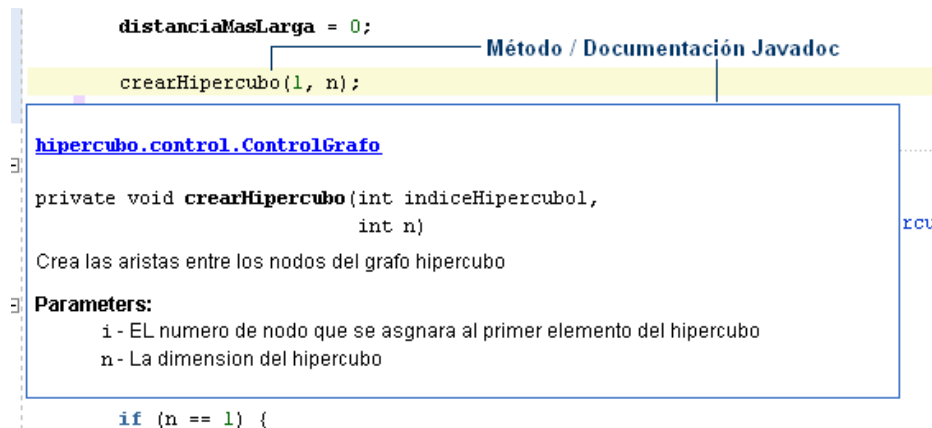 distanciaMasLarga = 0;
Método / Documentación Javadoc
crearHipercubo(1, n);
hipercubo.control.ControlGrafo
private void crearHipercubo(int indiceHipercubo1,
int n)
rcu
Crea las aristas entre los nodos del grafo hipercubo
Parameters:
i - EL numero de nodo que se asgnara al primer elemento del hipercubo
n - La dimension del hipercubo
if (n == 1) {